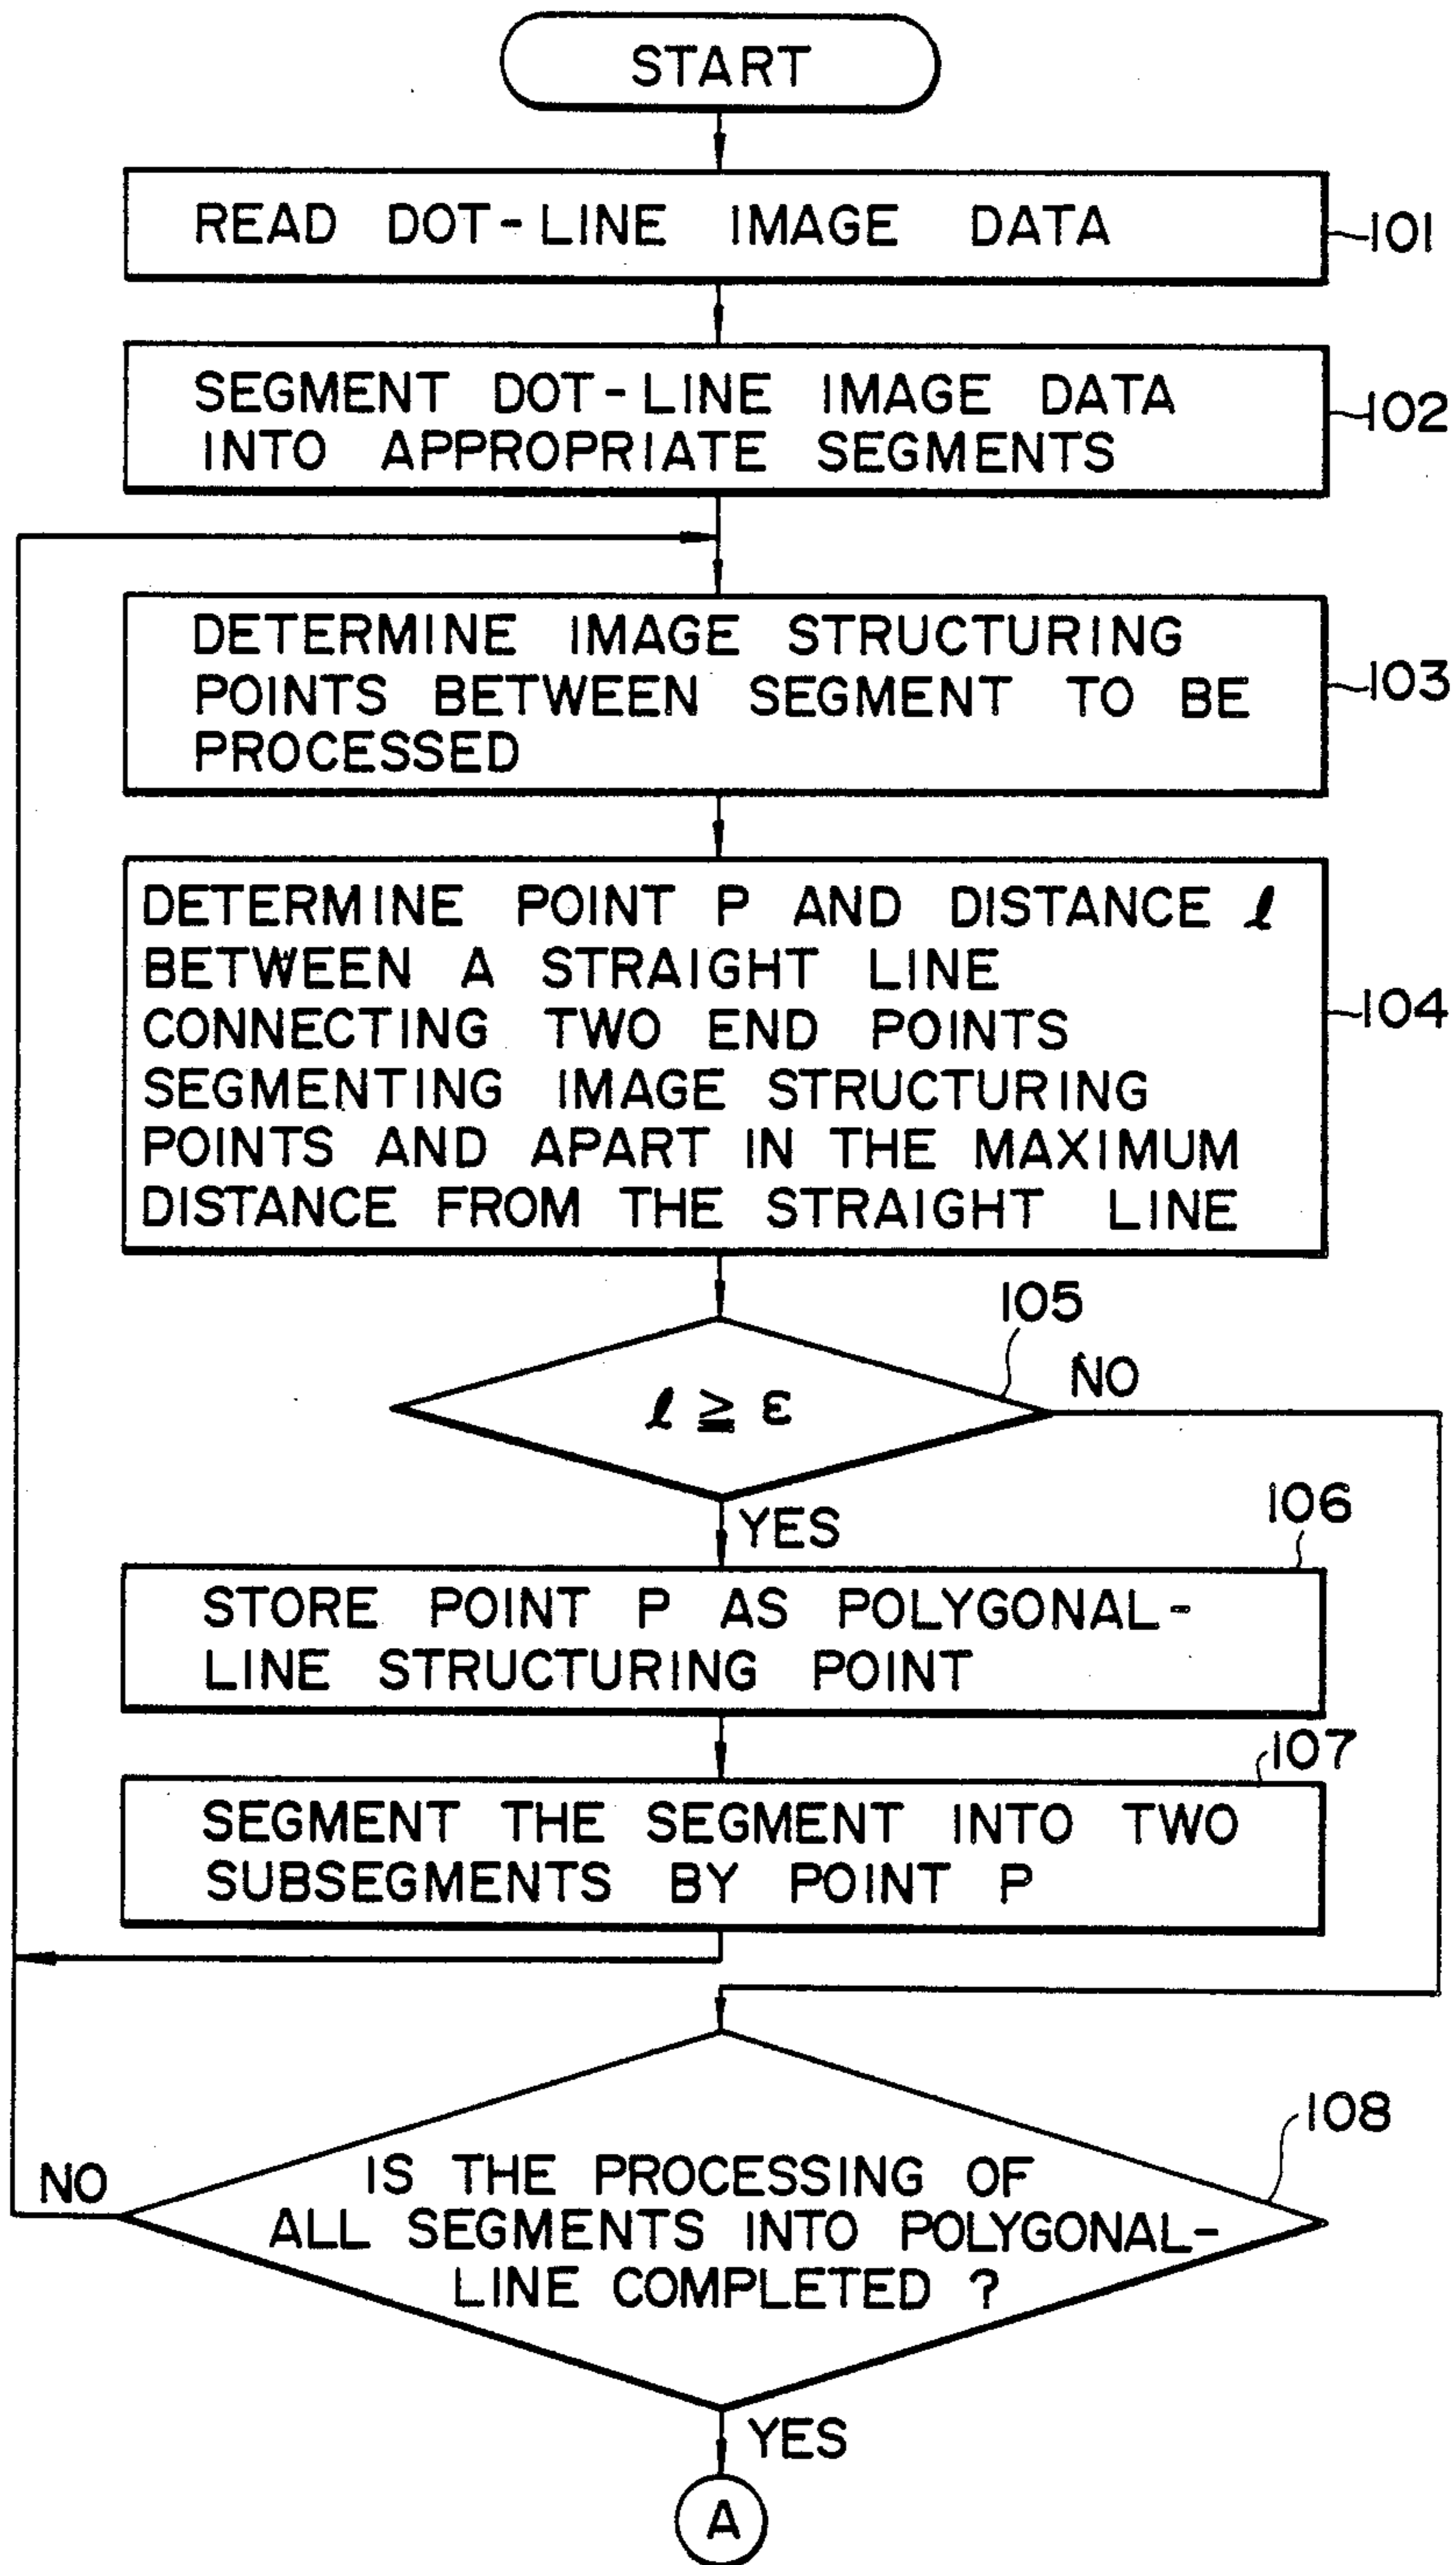 START
READ DOT-LINE IMAGE DATA
101
SEGMENT DOT-LINE IMAGE DATA
INTO APPROPRIATE SEGMENTS
102
DETERMINE IMAGE STRUCTURING
POINTS BETWEEN SEGMENT TO BE
PROCESSED
103
DETERMINE POINT P AND DISTANCE ℓ
BETWEEN A STRAIGHT LINE
CONNECTING TWO END POINTS
SEGMENTING IMAGE STRUCTURING
POINTS AND APART IN THE MAXIMUM
DISTANCE FROM THE STRAIGHT LINE
104
105
ℓ ≧ ε
NO
YES
106
STORE POINT P AS POLYGONAL-
LINE STRUCTURING POINT
107
SEGMENT THE SEGMENT INTO TWO
SUBSEGMENTS BY POINT P
108
NO
IS THE PROCESSING OF
ALL SEGMENTS INTO POLYGONAL-
LINE COMPLETED ?
YES
A